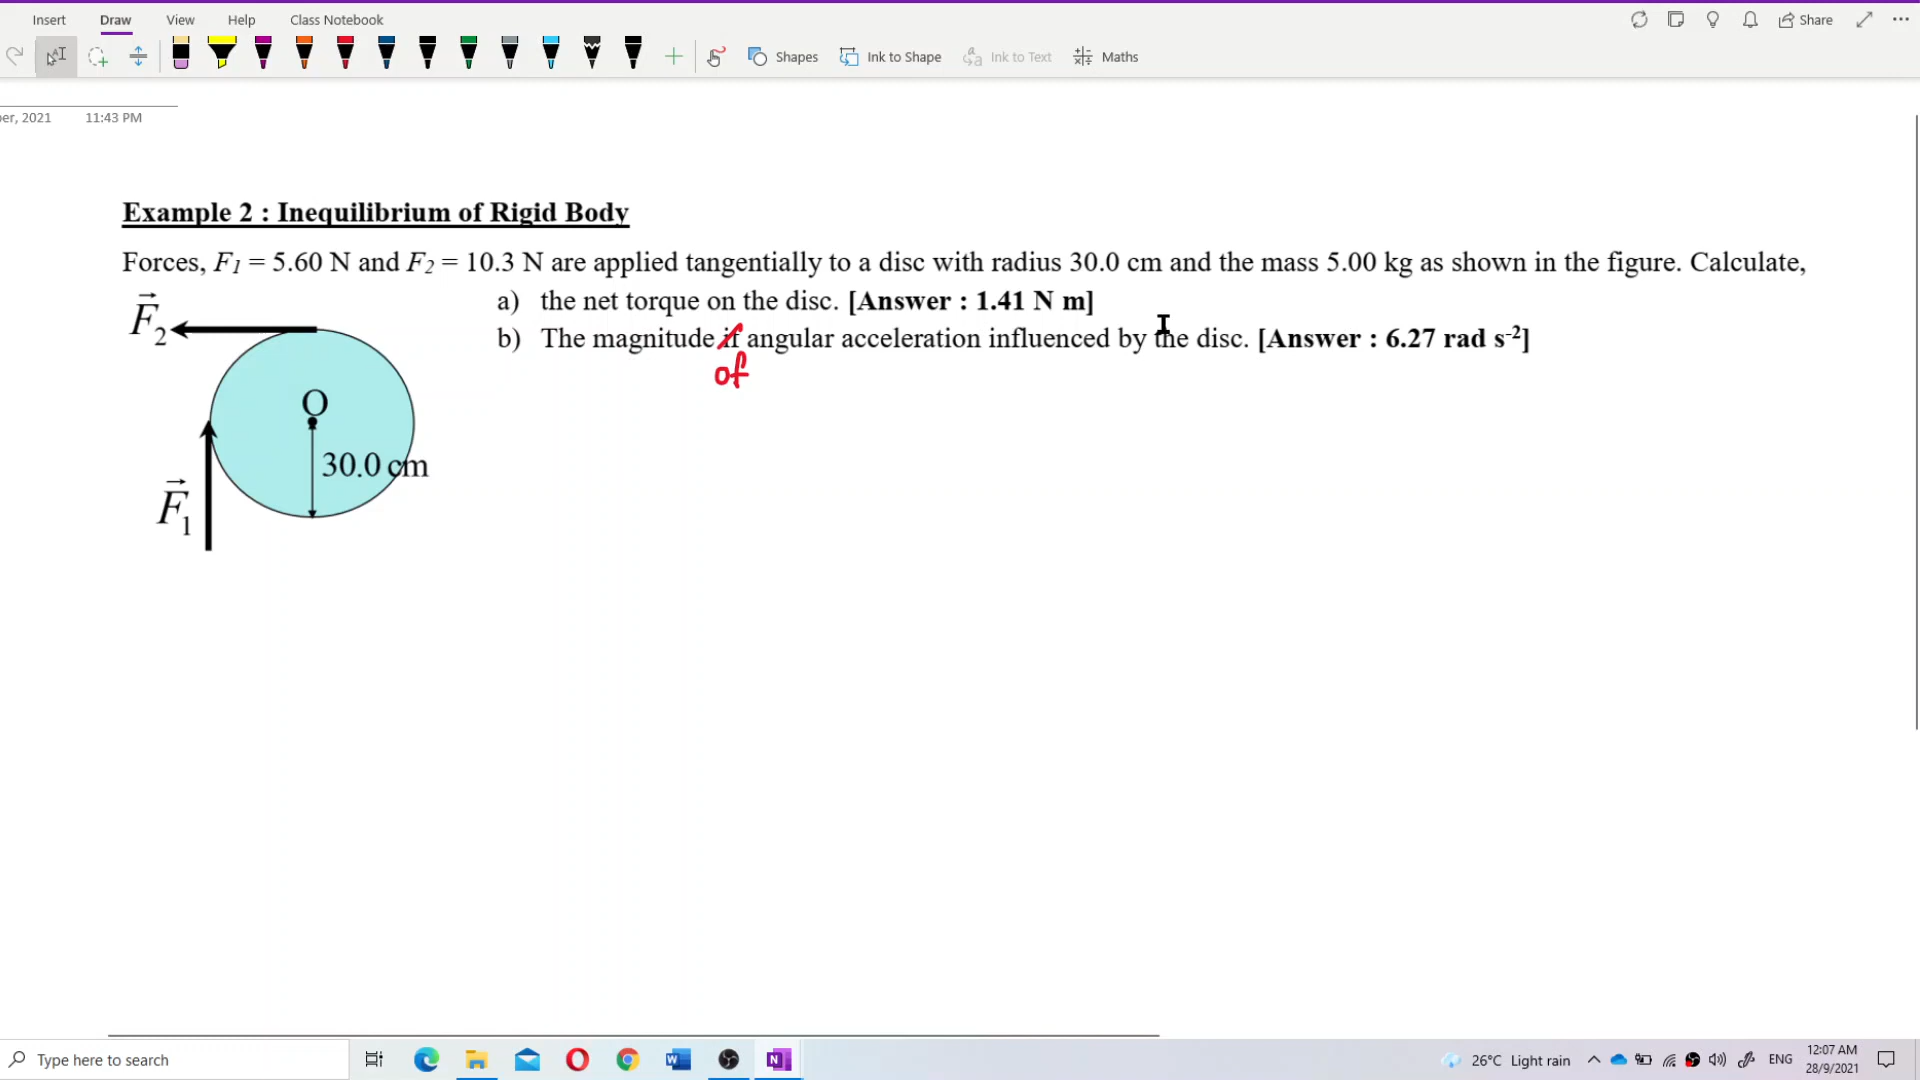 Insert Draw View Help Class Notebook Share
Shapes Ink to Shape Ink to Text Maths
er, 2021 11:43 PM
Example 2 : Inequilibrium of Rigid Body
Forces, F1 = 5.60 N and F2 = 10.3 N are applied tangentially to a disc with radius 30.0 cm and the mass 5.00 kg as shown in the figure. Calculate,
a) the net torque on the disc. [Answer : 1.41 N m]
b) The magnitude if angular acceleration influenced by the disc. [Answer : 6.27 rad s-2]
of
F2
O
30.0 cm
F1
Type here to search
26°C Light rain ENG 12:07 AM
28/9/2021